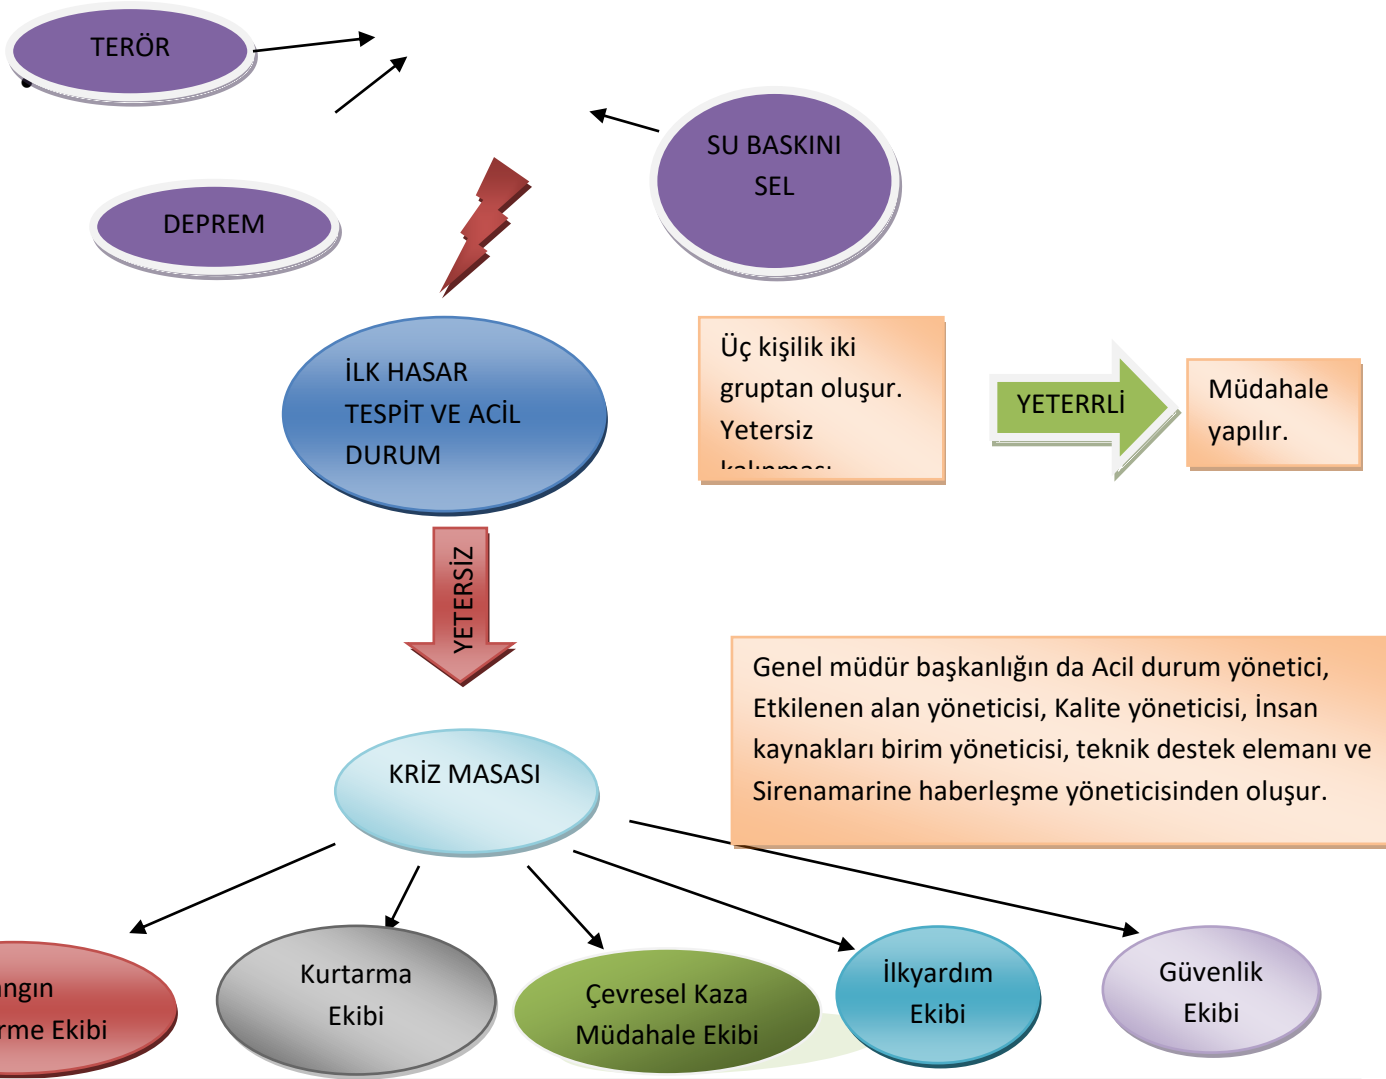 TERÖR
SU BASKINI
SEL
DEPREM
İLK HASAR
TESPİT VE ACİL
DURUM
Üç kişilik iki
gruptan oluşur.
Yetersiz
YETERRLİ
Müdahale
yapılır.
YETERSİZ
Genel müdür başkanlığın da Acil durum yönetici,
Etkilenen alan yöneticisi, Kalite yöneticisi, İnsan
kaynakları birim yöneticisi, teknik destek elemanı ve
Sirenamarine haberleşme yöneticisinden oluşur.
KRİZ MASASI
angın
rme Ekibi
Kurtarma
Ekibi
Çevresel Kaza
Müdahale Ekibi
İlkyardım
Ekibi
Güvenlik
Ekibi